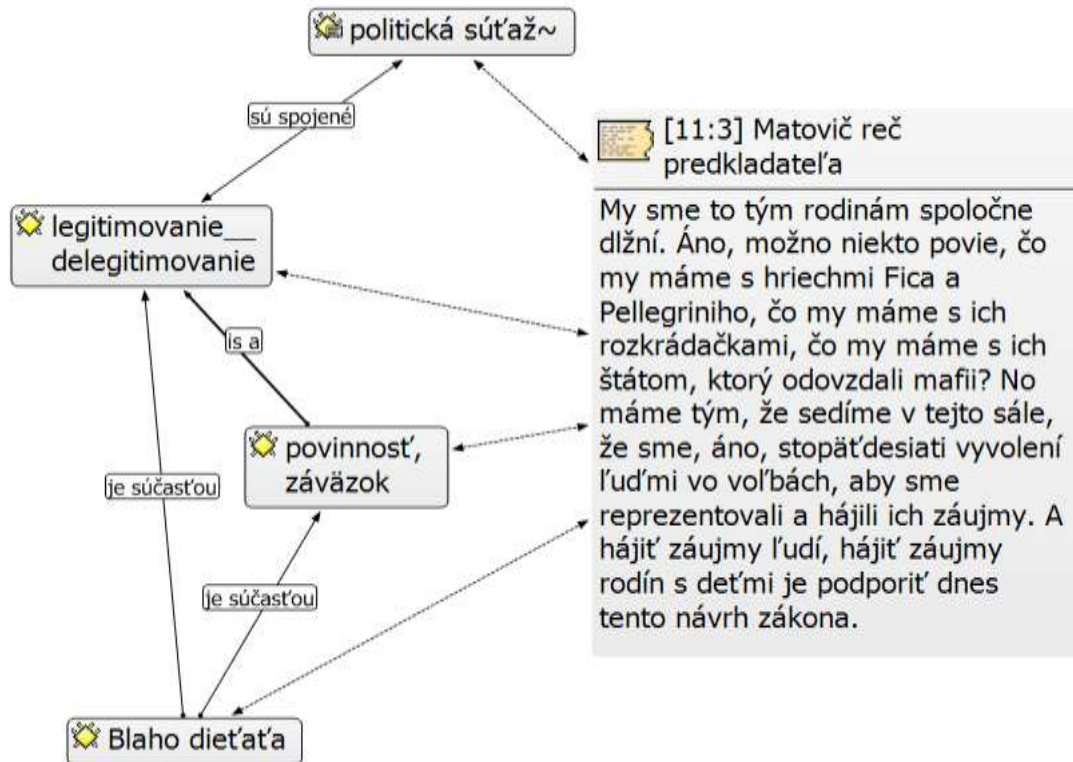 politická súťaž~
sú spojené
[11:3] Matovič reč
predkladateľa
legitimovanie__
delegitimovanie
My sme to tým rodinám spoločne
dlžní. Áno, možno niekto povie, čo
my máme s hriechmi Fica a
Pellegriniho, čo my máme s ich
rozkrádačkami, čo my máme s ich
štátom, ktorý odovzdali mafii? No
máme tým, že sedíme v tejto sále,
že sme, áno, stopäťdesiati vyvolení
ľuďmi vo voľbách, aby sme
reprezentovali a hájili ich záujmy. A
hájiť záujmy ľudí, hájiť záujmy
rodín s deťmi je podporiť dnes
tento návrh zákona.
is a
povinnosť,
záväzok
je súčasťou
je súčasťou
Blaho dieťaťa